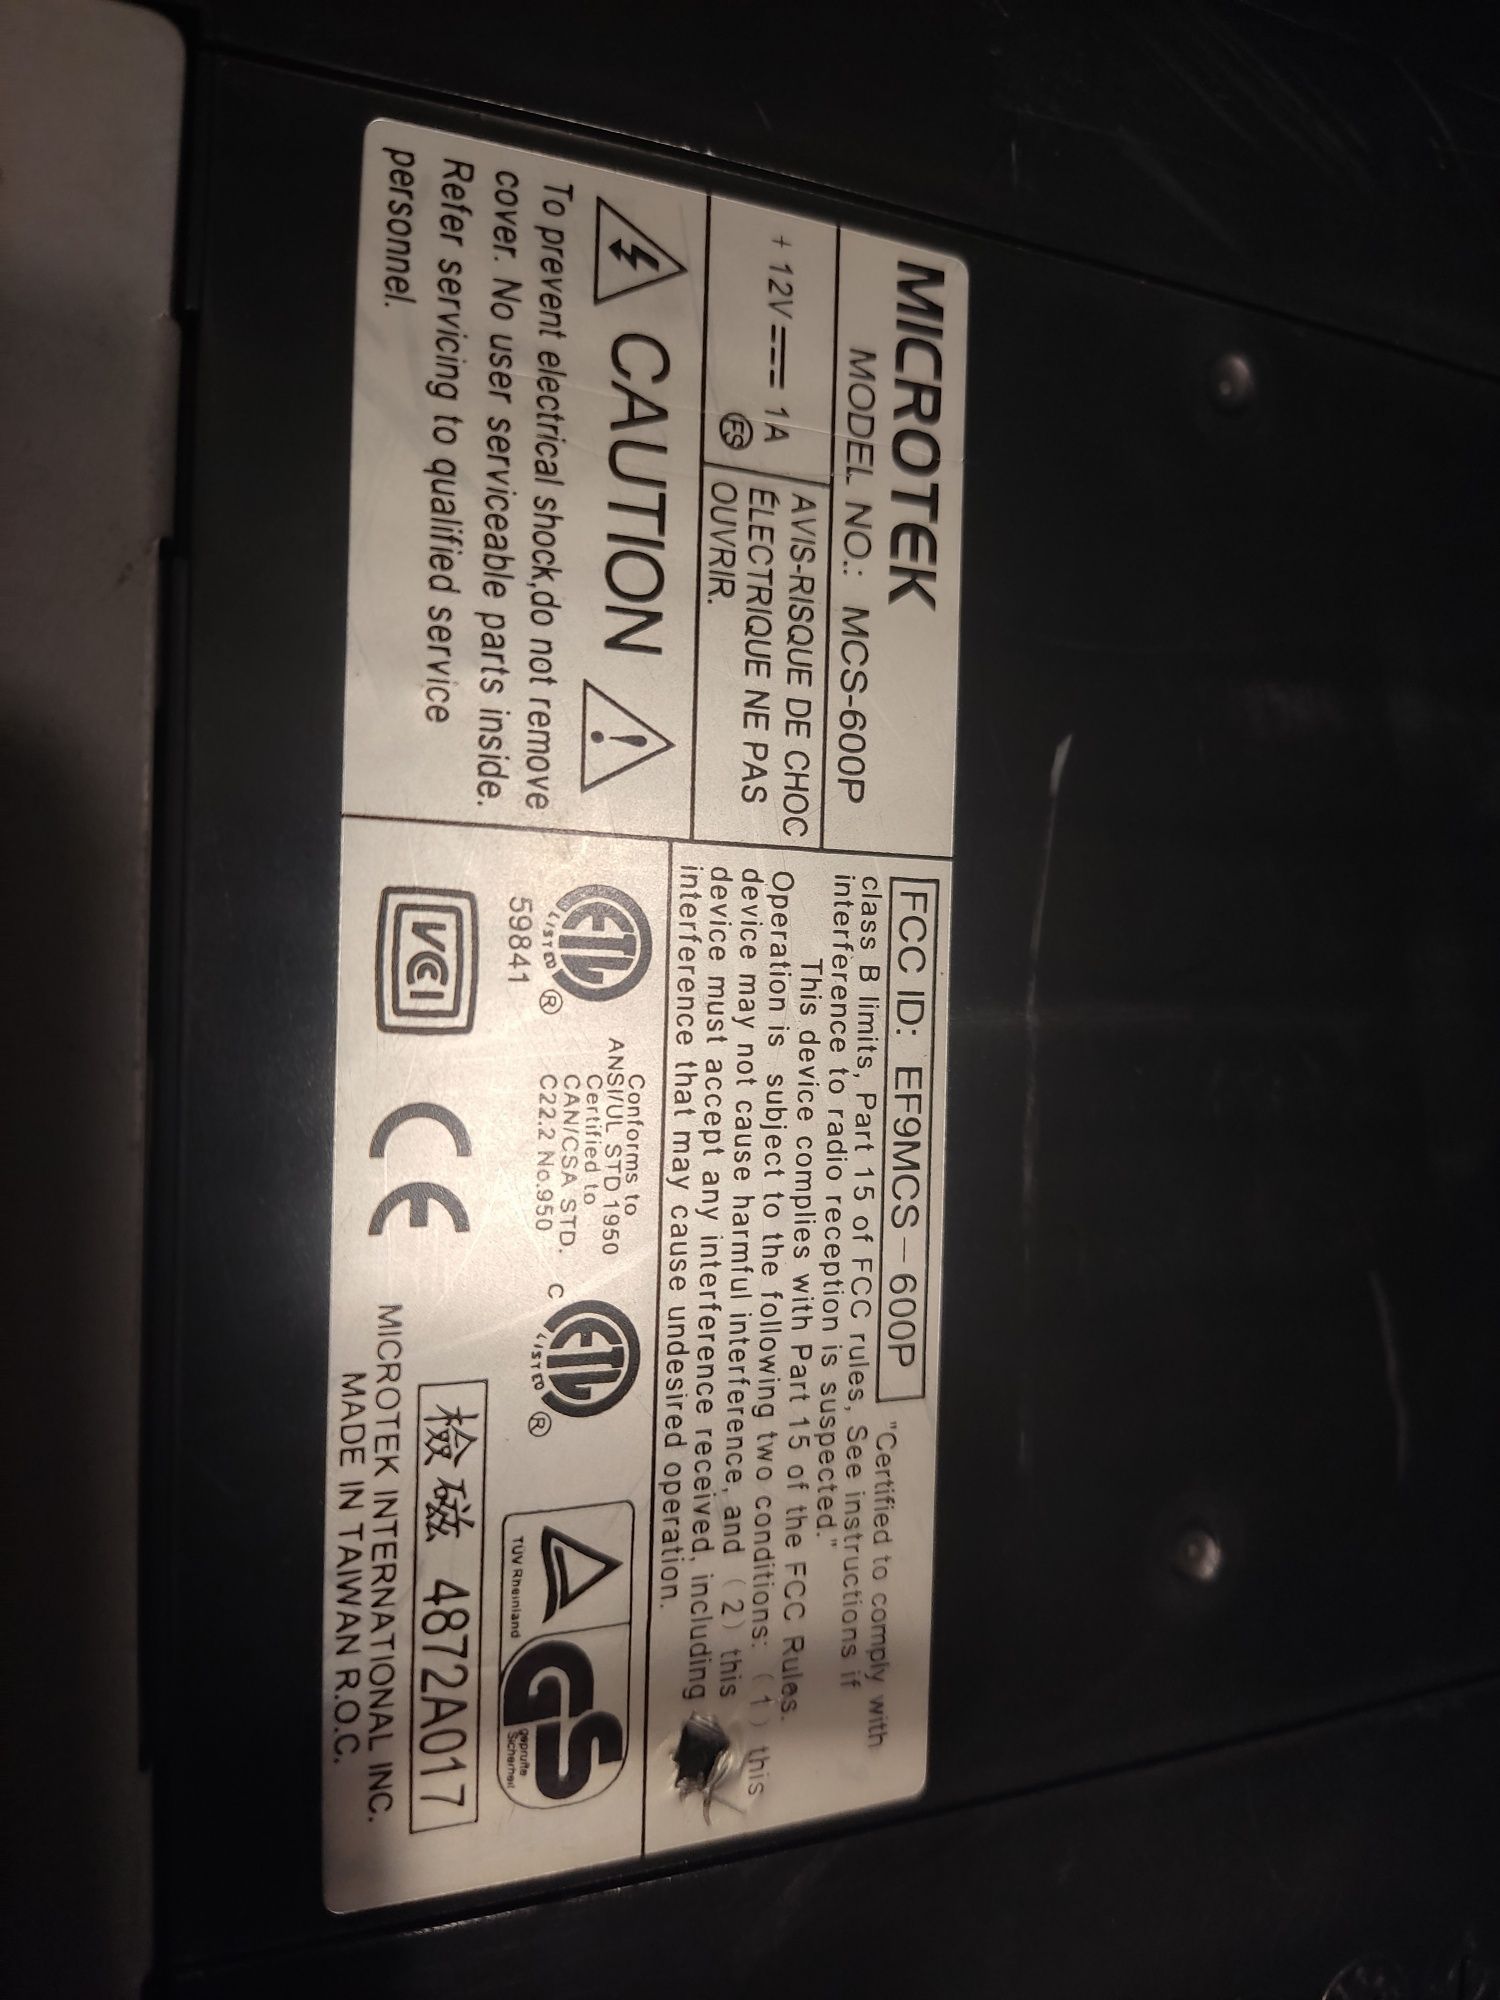 MICROTEK
MODEL NO.: MCS-600P
+ 12V 1A
FS
AVIS-RISQUE DE CHOC
ÉLECTRIQUE NE PAS
OUVRIR.
CAUTION
To prevent electrical shock,do not remove
cover. No user serviceable parts inside.
Refer servicing to qualified service
personnel.
FCC ID: EF9MCS-600P "Certified to comply with
class B limits, Part 15 of FCC rules, See instructions if
interference to radio reception is suspected."
This device complies with Part 15 of the FCC Rules.
Operation is subject to the following two conditions: (1) this
device may not cause harmful interference, and (2) this
device must accept any interference received, including
interference that may cause undesired operation.
ETL
LISTED ®
59841
Conforms to
ANSI/UL STD 1950
Certified to
CAN/CSA STD.
C22.2 No.950
C ETL
LISTED ®
TÜV Rheinland
GS
geprüfte
Sicherheit
VCI
CE
檢磁 4872A017
MICROTEK INTERNATIONAL INC.
MADE IN TAIWAN R.O.C.